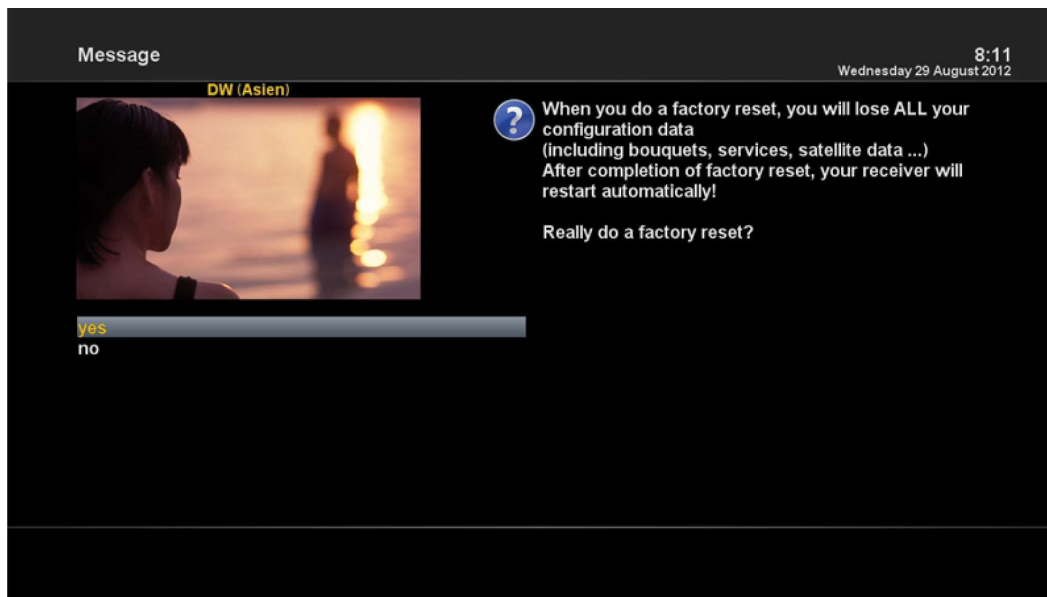 Message
8:11
Wednesday 29 August 2012
DW (Asien)
When you do a factory reset, you will lose ALL your
configuration data
(including bouquets, services, satellite data ...)
After completion of factory reset, your receiver will
restart automatically!
Really do a factory reset?
yes
no